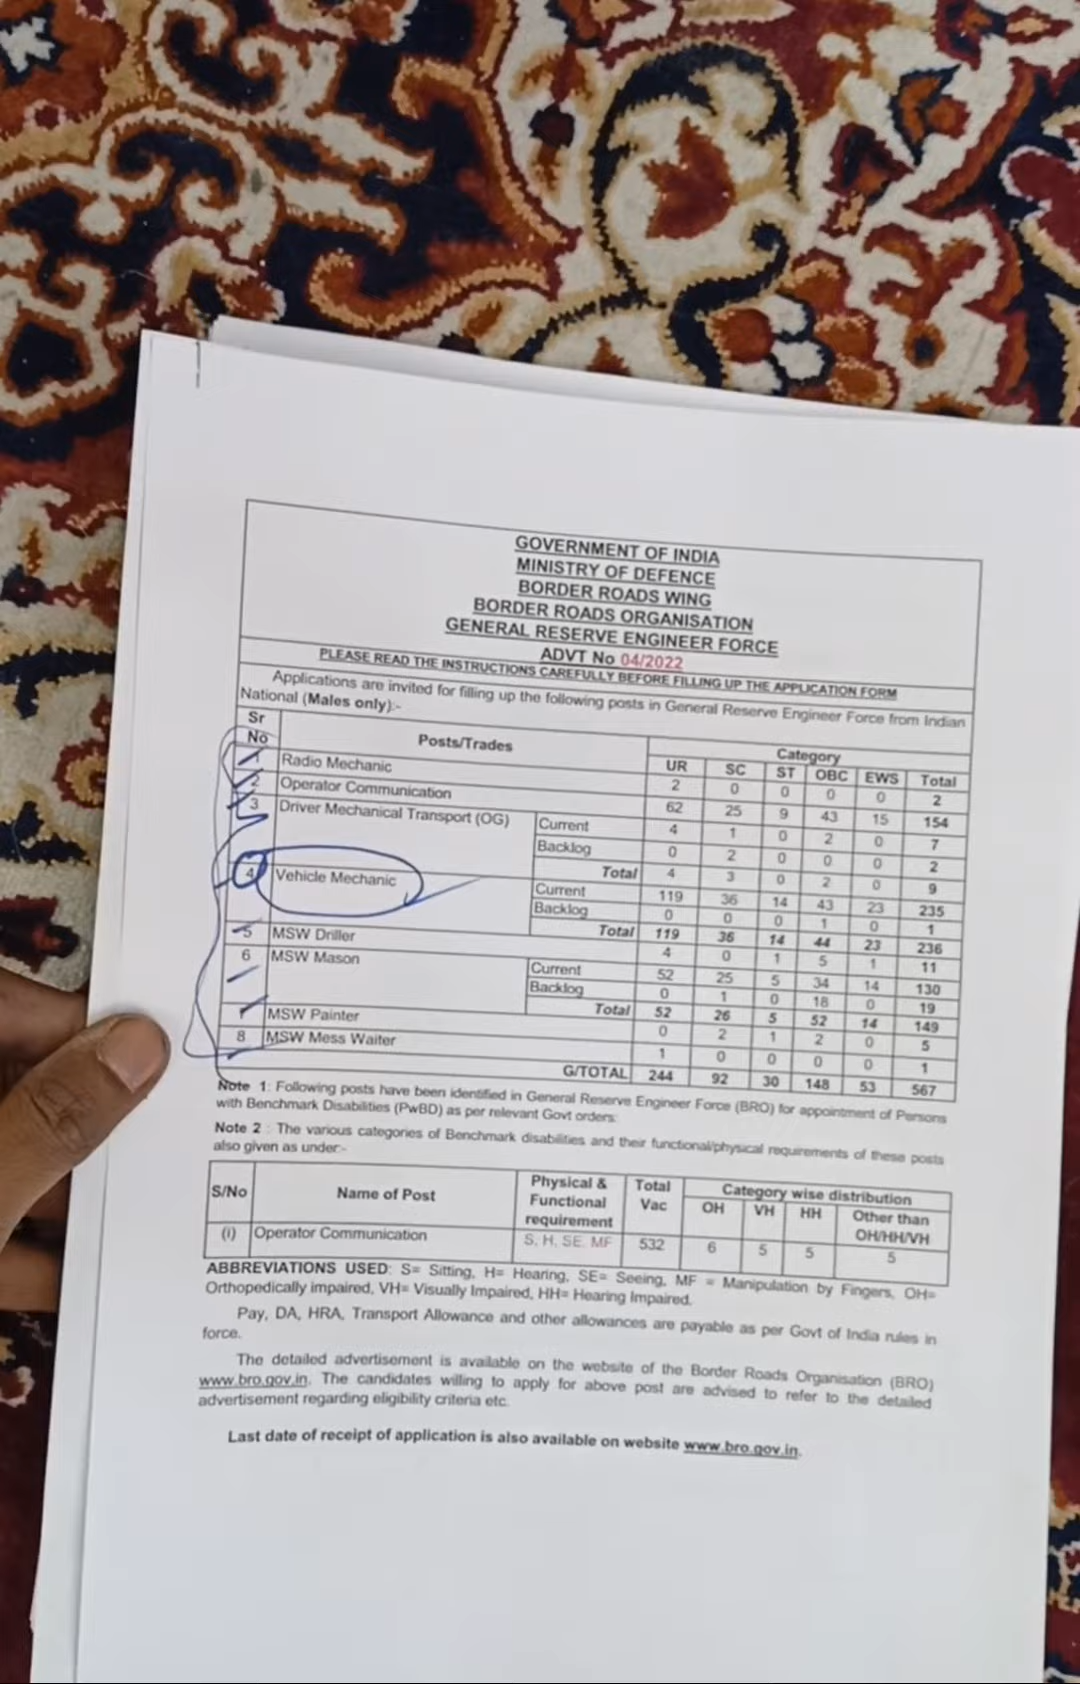 GOVERNMENT OF INDIA
MINISTRY OF DEFENCE
BORDER ROADS WING
BORDER ROADS ORGANISATION
GENERAL RESERVE ENGINEER FORCE
ADVT No 04/2022
PLEASE READ THE INSTRUCTIONS CAREFULLY BEFORE FILLING UP THE APPLICATION FORM
Applications are invited for filling up the following posts in General Reserve Engineer Force from Indian
National (Males only):-
Sr No Posts/Trades Category
UR SC ST OBC EWS Total
1 Radio Mechanic 2 0 0 0 0 2
2 Operator Communication 62 25 9 43 15 154
3 Driver Mechanical Transport (OG) Current 4 1 0 2 0 7
Backlog 0 2 0 0 0 2
Total 4 3 0 2 0 9
4 Vehicle Mechanic Current 119 36 14 43 23 235
Backlog 0 0 0 1 0 1
Total 119 36 14 44 23 236
5 MSW Driller 4 0 1 5 1 11
6 MSW Mason Current 52 25 5 34 14 130
Backlog 0 1 0 18 0 19
Total 52 26 5 52 14 149
7 MSW Painter 0 2 1 2 0 5
8 MSW Mess Waiter 1 0 0 0 0 1
G/TOTAL 244 92 30 148 53 567
Note 1: Following posts have been identified in General Reserve Engineer Force (BRO) for appointment of Persons
with Benchmark Disabilities (PwBD) as per relevant Govt orders:
Note 2 : The various categories of Benchmark disabilities and their functional/physical requirements of these posts
also given as under:-
S/No Name of Post Physical & Functional requirement Total Vac Category wise distribution
OH VH HH Other than OH/HH/VH
(i) Operator Communication S, H, SE, MF 532 6 5 5 5
ABBREVIATIONS USED: S= Sitting, H= Hearing, SE= Seeing, MF = Manipulation by Fingers, OH=
Orthopedically impaired, VH= Visually Impaired, HH= Hearing Impaired.
Pay, DA, HRA, Transport Allowance and other allowances are payable as per Govt of India rules in
force.
The detailed advertisement is available on the website of the Border Roads Organisation (BRO)
www.bro.gov.in. The candidates willing to apply for above post are advised to refer to the detailed
advertisement regarding eligibility criteria etc.
Last date of receipt of application is also available on website www.bro.gov.in.